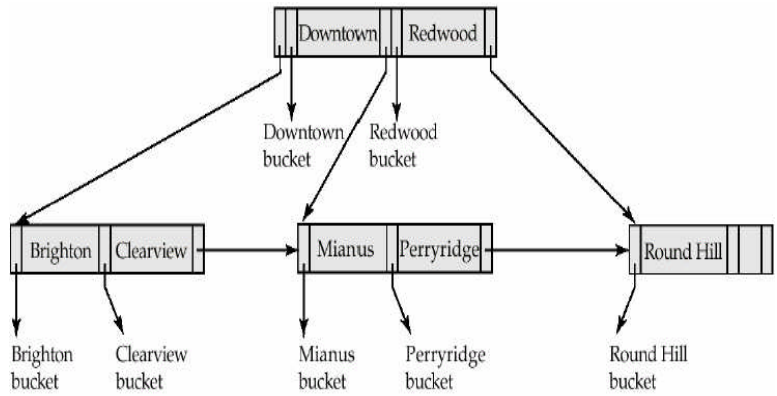 Downtown Redwood
Downtown bucket
Redwood bucket
Brighton Clearview
Mianus Perryridge
Round Hill
Brighton bucket
Clearview bucket
Mianus bucket
Perryridge bucket
Round Hill bucket